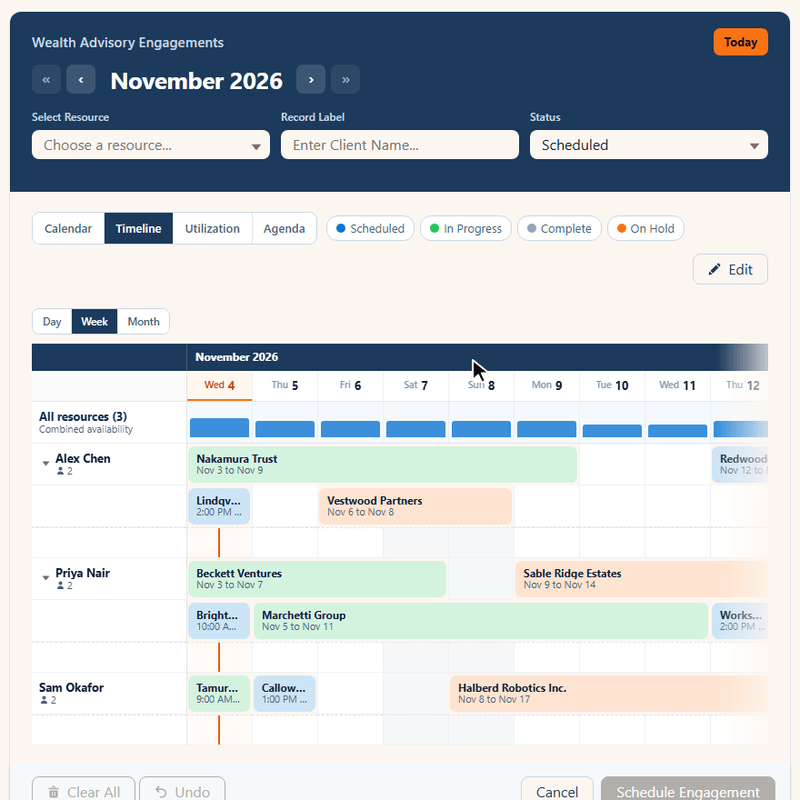 Wealth Advisory Engagements
Today
« ‹ November 2026 › »
Select Resource
Record Label
Status
Choose a resource...
Enter Client Name...
Scheduled
Calendar
Timeline
Utilization
Agenda
Scheduled
In Progress
Complete
On Hold
Edit
Day
Week
Month
November 2026
Wed 4
Thu 5
Fri 6
Sat 7
Sun 8
Mon 9
Tue 10
Wed 11
Thu 12
All resources (3)
Combined availability
Alex Chen
2
Nakamura Trust
Nov 3 to Nov 9
Redwood
Nov 12 to
Lindqv...
2:00 PM ...
Vestwood Partners
Nov 6 to Nov 8
Priya Nair
2
Beckett Ventures
Nov 3 to Nov 7
Sable Ridge Estates
Nov 9 to Nov 14
Bright...
10:00 A...
Marchetti Group
Nov 5 to Nov 11
Works...
2:00 PM ...
Sam Okafor
2
Tamur...
9:00 AM...
Callow...
1:00 PM ...
Halberd Robotics Inc.
Nov 8 to Nov 17
Clear All
Undo
Cancel
Schedule Engagement